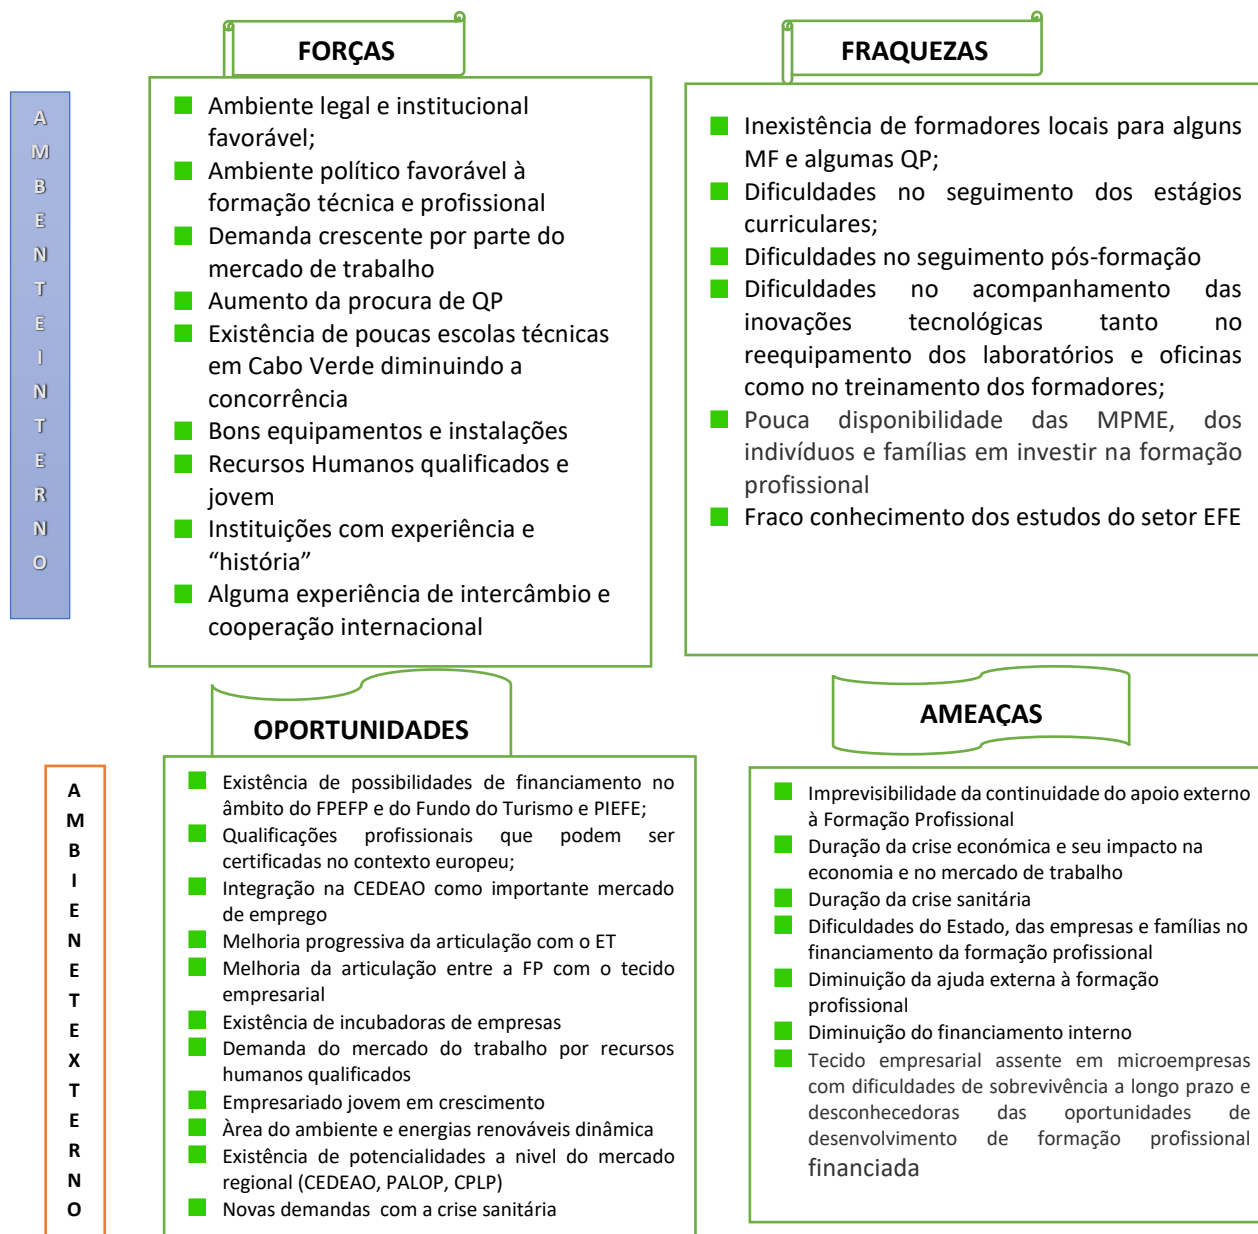 FORÇAS
A
M
B
E
N
T
E
I
N
T
E
R
N
O
Ambiente legal e institucional
favorável;
Ambiente político favorável à
formação técnica e profissional
Demanda crescente por parte do
mercado de trabalho
Aumento da procura de QP
Existência de poucas escolas técnicas
em Cabo Verde diminuindo a
concorrência
Bons equipamentos e instalações
Recursos Humanos qualificados e
jovem
Instituições com experiência e
“história”
Alguma experiência de intercâmbio e
cooperação internacional
FRAQUEZAS
Inexistência de formadores locais para alguns
MF e algumas QP;
Dificuldades no seguimento dos estágios
curriculares;
Dificuldades no seguimento pós-formação
Dificuldades no acompanhamento das
inovações tecnológicas tanto no
reequipamento dos laboratórios e oficinas
como no treinamento dos formadores;
Pouca disponibilidade das MPME, dos
indivíduos e famílias em investir na formação
profissional
Fraco conhecimento dos estudos do setor EFE
OPORTUNIDADES
A
M
B
I
E
N
E
T
E
X
T
E
R
N
O
Existência de possibilidades de financiamento no
âmbito do FPEFP e do Fundo do Turismo e PIEFE;
Qualificações profissionais que podem ser
certificadas no contexto europeu;
Integração na CEDEAO como importante mercado
de emprego
Melhoria progressiva da articulação com o ET
Melhoria da articulação entre a FP com o tecido
empresarial
Existência de incubadoras de empresas
Demanda do mercado do trabalho por recursos
humanos qualificados
Empresariado jovem em crescimento
Àrea do ambiente e energias renováveis dinâmica
Existência de potencialidades a nivel do mercado
regional (CEDEAO, PALOP, CPLP)
Novas demandas com a crise sanitária
AMEAÇAS
Imprevisibilidade da continuidade do apoio externo
à Formação Profissional
Duração da crise económica e seu impacto na
economia e no mercado de trabalho
Duração da crise sanitária
Dificuldades do Estado, das empresas e famílias no
financiamento da formação profissional
Diminuição da ajuda externa à formação
profissional
Diminuição do financiamento interno
Tecido empresarial assente em microempresas
com dificuldades de sobrevivência a longo prazo e
desconhecedoras das oportunidades de
desenvolvimento de formação profissional
financiada